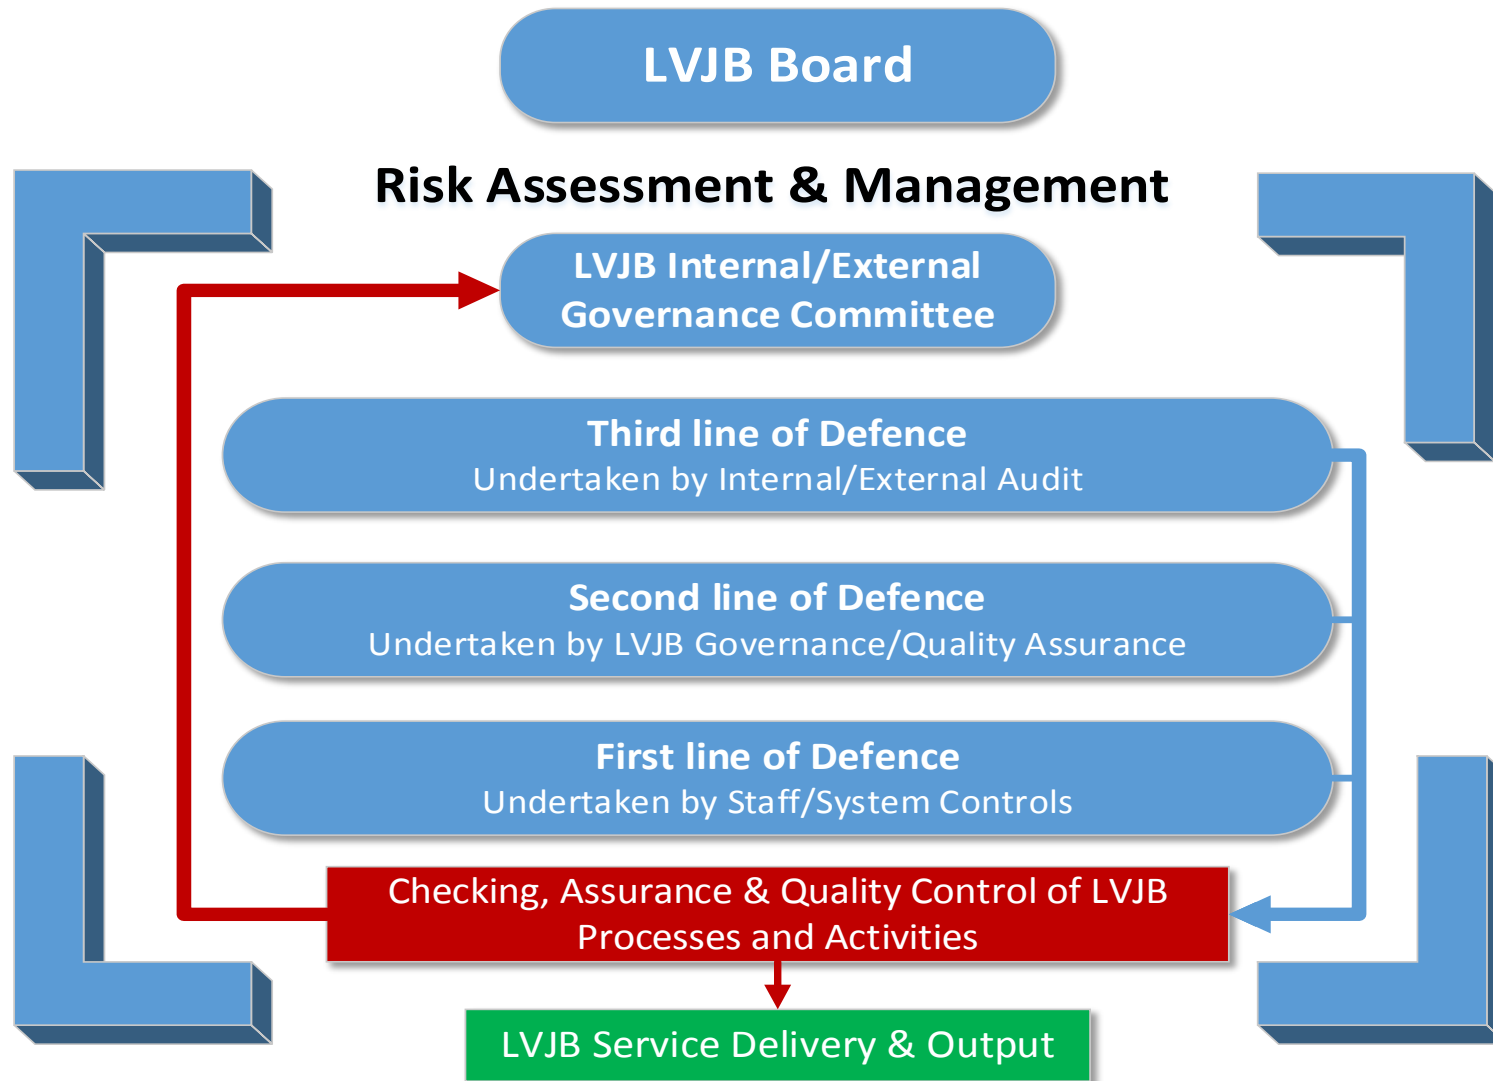 LVJB Board
Risk Assessment & Management
LVJB Internal/External
Governance Committee
Third line of Defence
Undertaken by Internal/External Audit
Second line of Defence
Undertaken by LVJB Governance/Quality Assurance
First line of Defence
Undertaken by Staff/System Controls
Checking, Assurance & Quality Control of LVJB
Processes and Activities
LVJB Service Delivery & Output